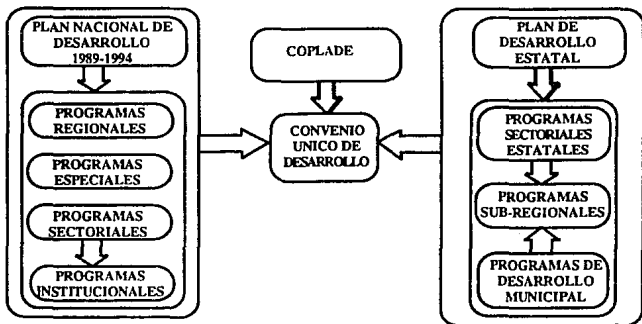 PLAN NACIONAL DE
DESARROLLO
1989-1994
PROGRAMAS
REGIONALES
PROGRAMAS
ESPECIALES
PROGRAMAS
SECTORIALES
PROGRAMAS
INSTITUCIONALES
COPLADE
CONVENIO
UNICO DE
DESARROLLO
PLAN DE
DESARROLLO
ESTATAL
PROGRAMAS
SECTORIALES
ESTATALES
PROGRAMAS
SUB-REGIONALES
PROGRAMAS DE
DESARROLLO
MUNICIPAL